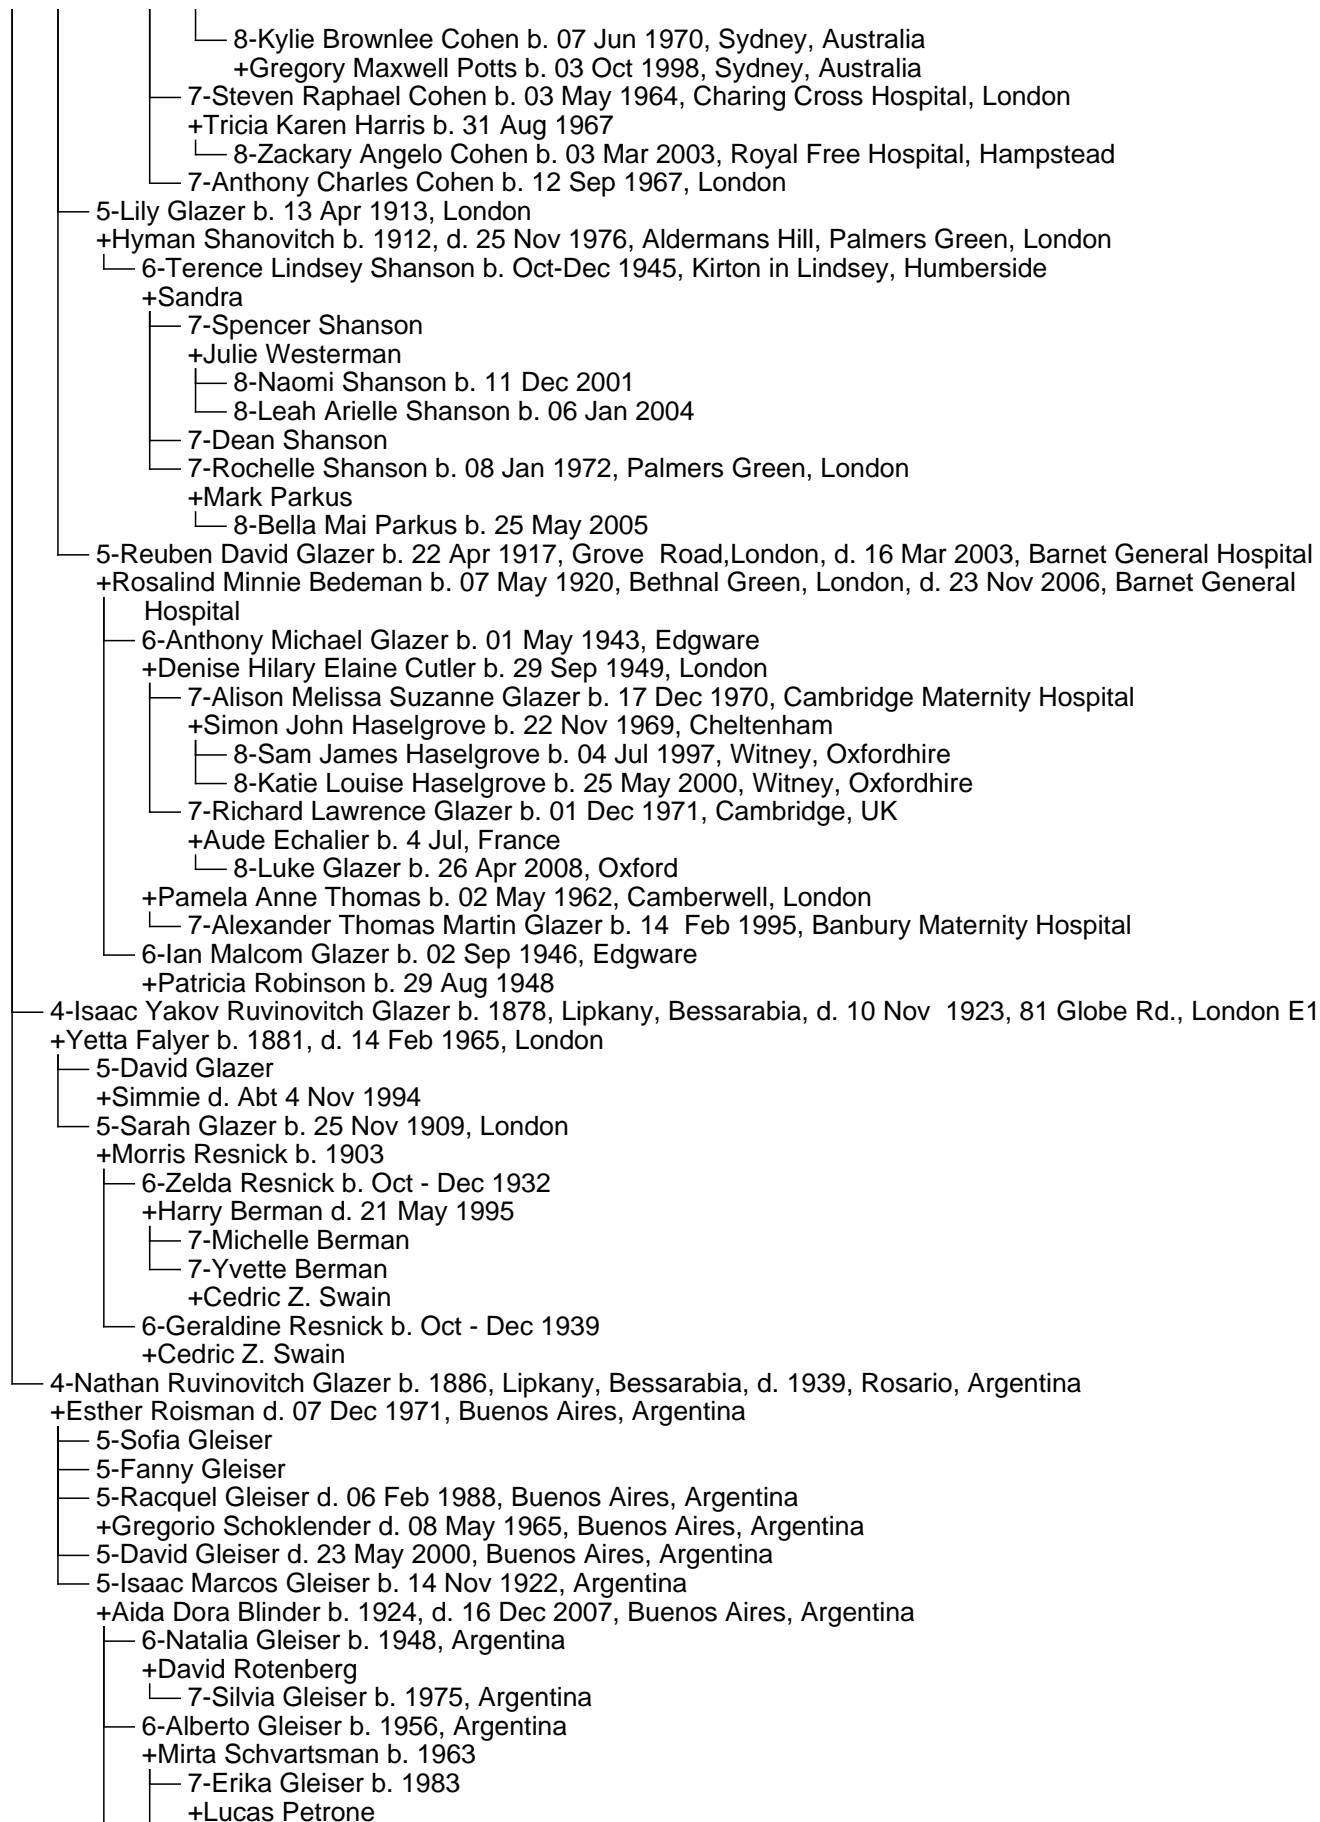 8-Kylie Brownlee Cohen b. 07 Jun 1970, Sydney, Australia
+Gregory Maxwell Potts b. 03 Oct 1998, Sydney, Australia
7-Steven Raphael Cohen b. 03 May 1964, Charing Cross Hospital, London
+Tricia Karen Harris b. 31 Aug 1967
8-Zackary Angelo Cohen b. 03 Mar 2003, Royal Free Hospital, Hampstead
7-Anthony Charles Cohen b. 12 Sep 1967, London
5-Lily Glazer b. 13 Apr 1913, London
+Hyman Shanovitch b. 1912, d. 25 Nov 1976, Aldermans Hill, Palmers Green, London
6-Terence Lindsey Shanson b. Oct-Dec 1945, Kirton in Lindsey, Humberside
+Sandra
7-Spencer Shanson
+Julie Westerman
8-Naomi Shanson b. 11 Dec 2001
8-Leah Arielle Shanson b. 06 Jan 2004
7-Dean Shanson
7-Rochelle Shanson b. 08 Jan 1972, Palmers Green, London
+Mark Parkus
8-Bella Mai Parkus b. 25 May 2005
5-Reuben David Glazer b. 22 Apr 1917, Grove  Road,London, d. 16 Mar 2003, Barnet General Hospital
+Rosalind Minnie Bedeman b. 07 May 1920, Bethnal Green, London, d. 23 Nov 2006, Barnet General
Hospital
6-Anthony Michael Glazer b. 01 May 1943, Edgware
+Denise Hilary Elaine Cutler b. 29 Sep 1949, London
7-Alison Melissa Suzanne Glazer b. 17 Dec 1970, Cambridge Maternity Hospital
+Simon John Haselgrove b. 22 Nov 1969, Cheltenham
8-Sam James Haselgrove b. 04 Jul 1997, Witney, Oxfordhire
8-Katie Louise Haselgrove b. 25 May 2000, Witney, Oxfordhire
7-Richard Lawrence Glazer b. 01 Dec 1971, Cambridge, UK
+Aude Echalier b. 4 Jul, France
8-Luke Glazer b. 26 Apr 2008, Oxford
+Pamela Anne Thomas b. 02 May 1962, Camberwell, London
7-Alexander Thomas Martin Glazer b. 14  Feb 1995, Banbury Maternity Hospital
6-Ian Malcom Glazer b. 02 Sep 1946, Edgware
+Patricia Robinson b. 29 Aug 1948
4-Isaac Yakov Ruvinovitch Glazer b. 1878, Lipkany, Bessarabia, d. 10 Nov  1923, 81 Globe Rd., London E1
+Yetta Falyer b. 1881, d. 14 Feb 1965, London
5-David Glazer
+Simmie d. Abt 4 Nov 1994
5-Sarah Glazer b. 25 Nov 1909, London
+Morris Resnick b. 1903
6-Zelda Resnick b. Oct - Dec 1932
+Harry Berman d. 21 May 1995
7-Michelle Berman
7-Yvette Berman
+Cedric Z. Swain
6-Geraldine Resnick b. Oct - Dec 1939
+Cedric Z. Swain
4-Nathan Ruvinovitch Glazer b. 1886, Lipkany, Bessarabia, d. 1939, Rosario, Argentina
+Esther Roisman d. 07 Dec 1971, Buenos Aires, Argentina
5-Sofia Gleiser
5-Fanny Gleiser
5-Racquel Gleiser d. 06 Feb 1988, Buenos Aires, Argentina
+Gregorio Schoklender d. 08 May 1965, Buenos Aires, Argentina
5-David Gleiser d. 23 May 2000, Buenos Aires, Argentina
5-Isaac Marcos Gleiser b. 14 Nov 1922, Argentina
+Aida Dora Blinder b. 1924, d. 16 Dec 2007, Buenos Aires, Argentina
6-Natalia Gleiser b. 1948, Argentina
+David Rotenberg
7-Silvia Gleiser b. 1975, Argentina
6-Alberto Gleiser b. 1956, Argentina
+Mirta Schvartsman b. 1963
7-Erika Gleiser b. 1983
+Lucas Petrone